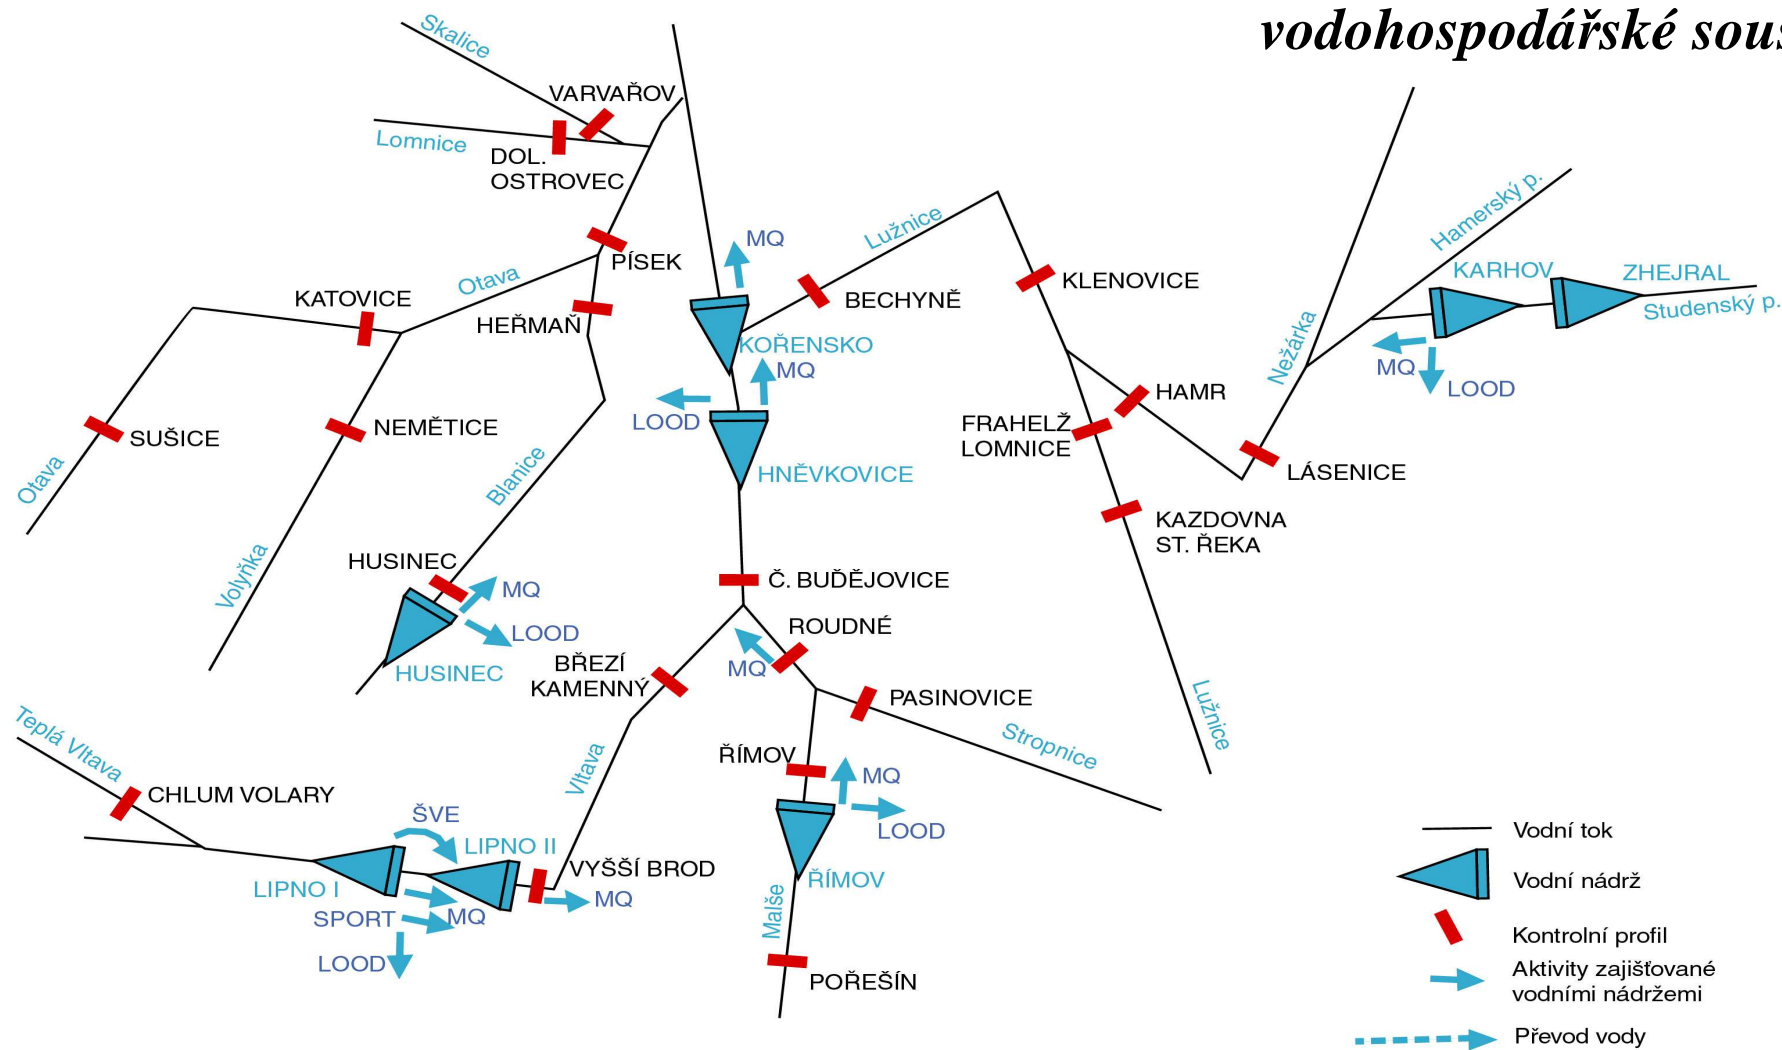 vodohospodářské sous
Skalice
VARVAŘOV
Lomnice
DOL.
OSTROVEC
PÍSEK
Otava
KATOVICE
HEŘMAŇ
SUŠICE
NEMĚTICE
Otava
Blanice
Volyňka
HUSINEC
MQ
LOOD
HUSINEC
MQ
Lužnice
BECHYNĚ
KOŘENSKO
MQ
LOOD
HNĚVKOVICE
KLENOVICE
HAMR
FRAHELŽ
LOMNICE
LÁSENICE
KAZDOVNA
ST. ŘEKA
Nežárka
Hamerský p.
KARHOV
ZHEJRAL
Studenský p.
MQ
LOOD
Č. BUĎĚJOVICE
ROUDNÉ
MQ
BŘEZÍ
KAMENNÝ
PASINOVICE
Stropnice
Lužnice
Vltava
ŘÍMOV
MQ
LOOD
ŘÍMOV
Malše
POŘEŠÍN
Teplá Vltava
CHLUM VOLARY
ŠVE
LIPNO II
VYŠŠÍ BROD
LIPNO I
MQ
SPORT
MQ
LOOD
Vodní tok
Vodní nádrž
Kontrolní profil
Aktivity zajišťované
vodními nádržemi
Převod vody